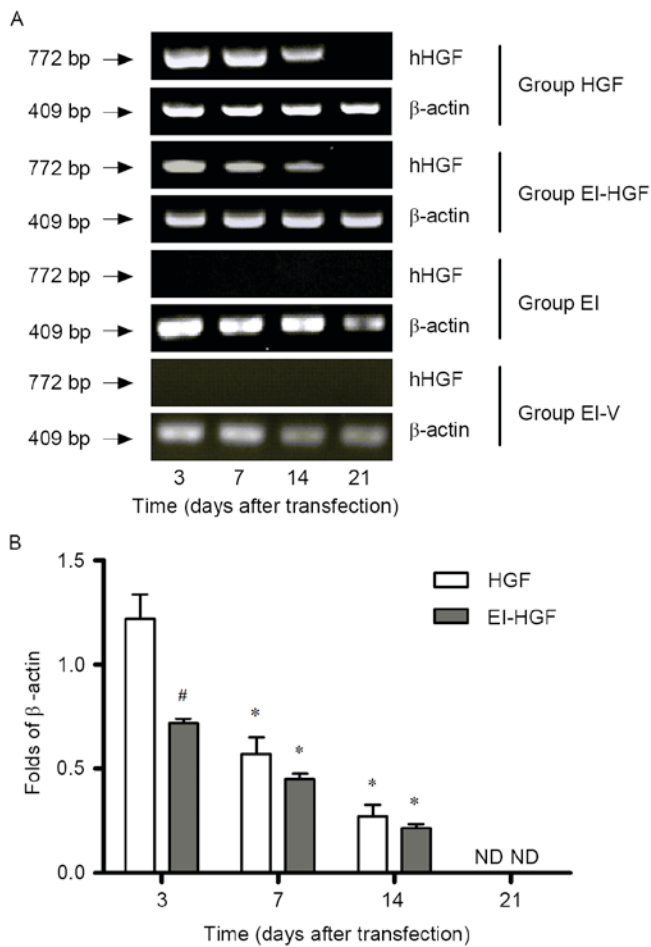 A
772 bp hHGF
Group HGF
409 bp β-actin
772 bp hHGF
Group EI-HGF
409 bp β-actin
772 bp hHGF
Group EI
409 bp β-actin
772 bp hHGF
Group EI-V
409 bp β-actin
3 7 14 21
Time (days after transfection)
B
1.5
HGF
EI-HGF
1.0
#
* *
0.5
* *
ND ND
0.0
Folds of β -actin
3 7 14 21
Time (days after transfection)